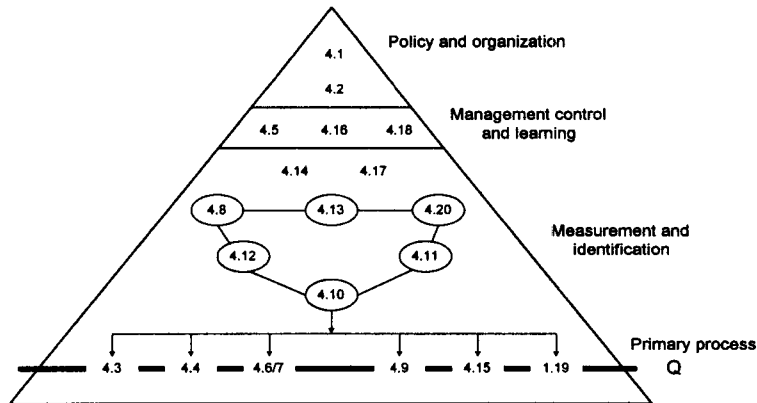 4.1
Policy and organization
4.2
Management control
and learning
4.5 4.16 4.18
4.14 4.17
4.8 4.13 4.20
Measurement and
identification
4.12 4.11
4.10
Primary process
4.3 4.4 4.6/7 4.9 4.15 1.19 Q